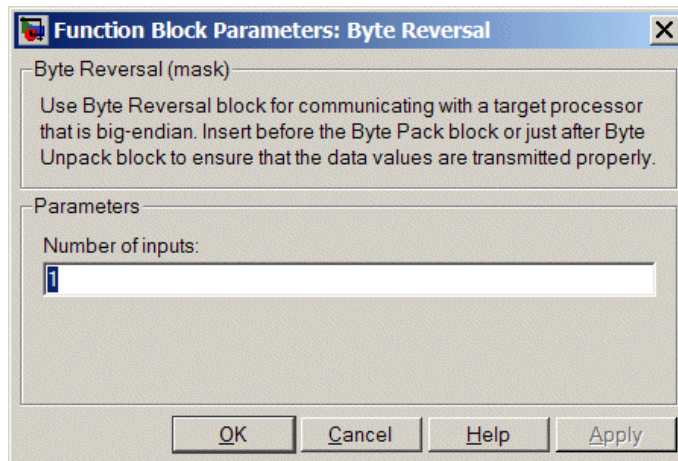 Function Block Parameters: Byte Reversal
Byte Reversal (mask)
Use Byte Reversal block for communicating with a target processor
that is big-endian. Insert before the Byte Pack block or just after Byte
Unpack block to ensure that the data values are transmitted properly.
Parameters
Number of inputs:
1
OK Cancel Help Apply